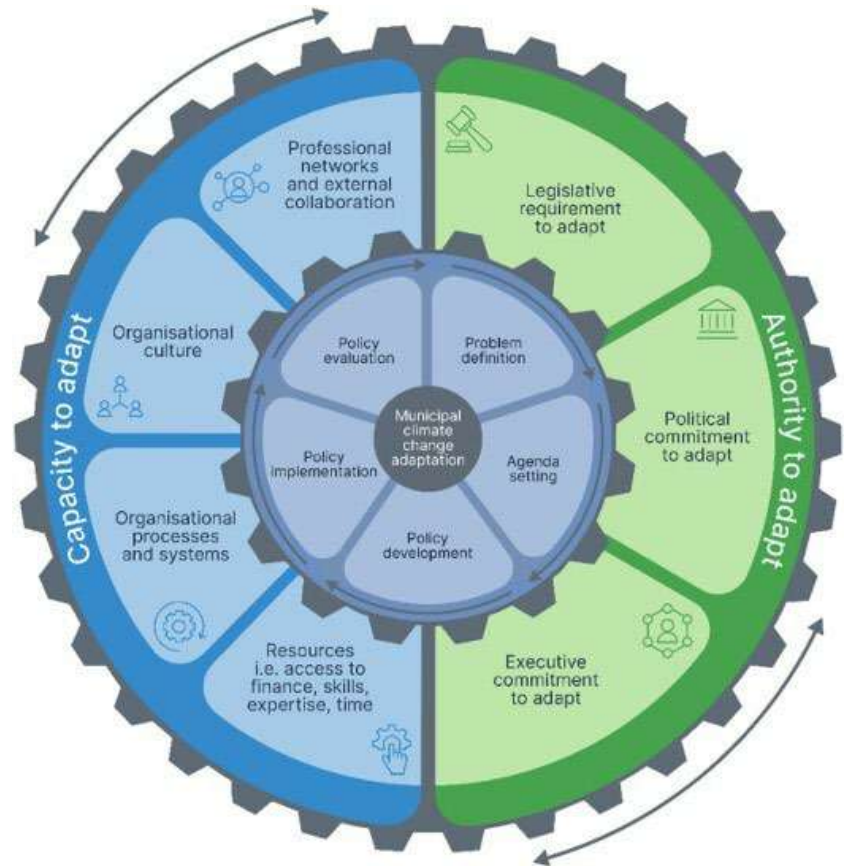 Professional
networks
and external
collaboration
Legislative
requirement
to adapt
Organisational
culture
Capacity to adapt
Authority to adapt
Policy
evaluation
Problem
definition
Municipal
climate
change
adaptation
Political
commitment
to adapt
Policy
implementation
Agenda
setting
Organisational
processes
and systems
Policy
development
Resources
i.e. access to
finance, skills,
expertise, time
Executive
commitment
to adapt